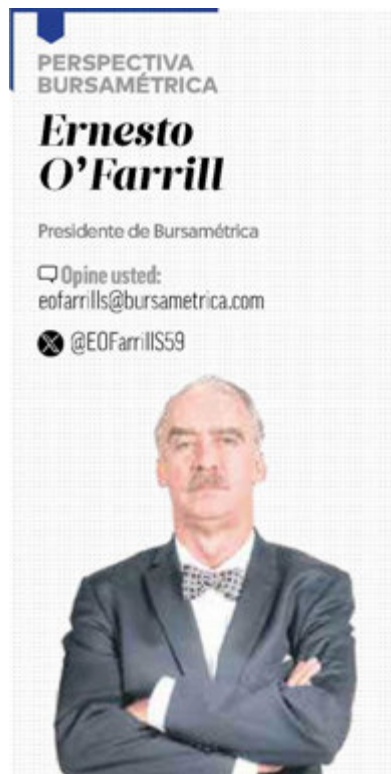 PERSPECTIVA
BURSAMÉTRICA
Ernesto
O’Farrill
Presidente de Bursamétrica
Opine usted:
eofarrills@bursametrica.com
@EOFarrillS59